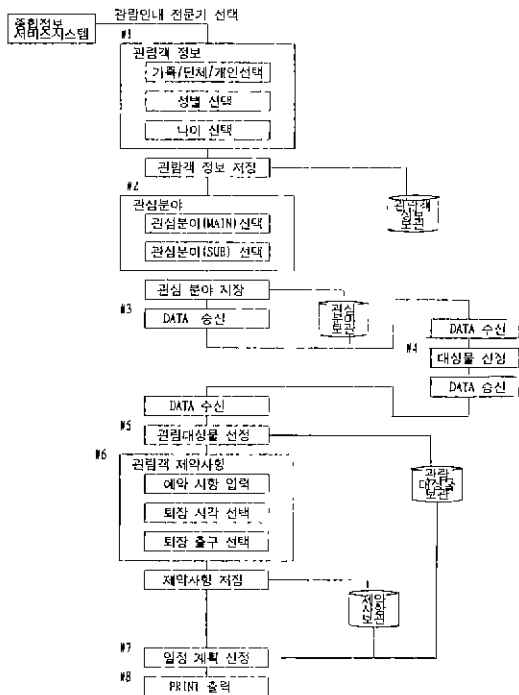 관람인내 전문가 선택
종합정보
서비스시스템
#1
관람객 정보
가족/단체/개인선택
성별 선택
나이 선택
관람객 정보 저장
#2
관심분야
관심분야(MAIN)선택
관심분야(SUB) 선택
관람객
정보
보관
관심 분야 저장
#3
DATA 송신
관심
분야
보관
DATA 수신
#4
대상물 선정
DATA 송신
DATA 수신
#5
관림대상물 선정
#6
관림객 제약사항
예약 사항 입력
퇴장 시각 선택
퇴장 출구 선택
관람
대상물
보관
제약사항 저장
제약
사항
보관
#7
일정 계획 선정
#8
PRINT 출력